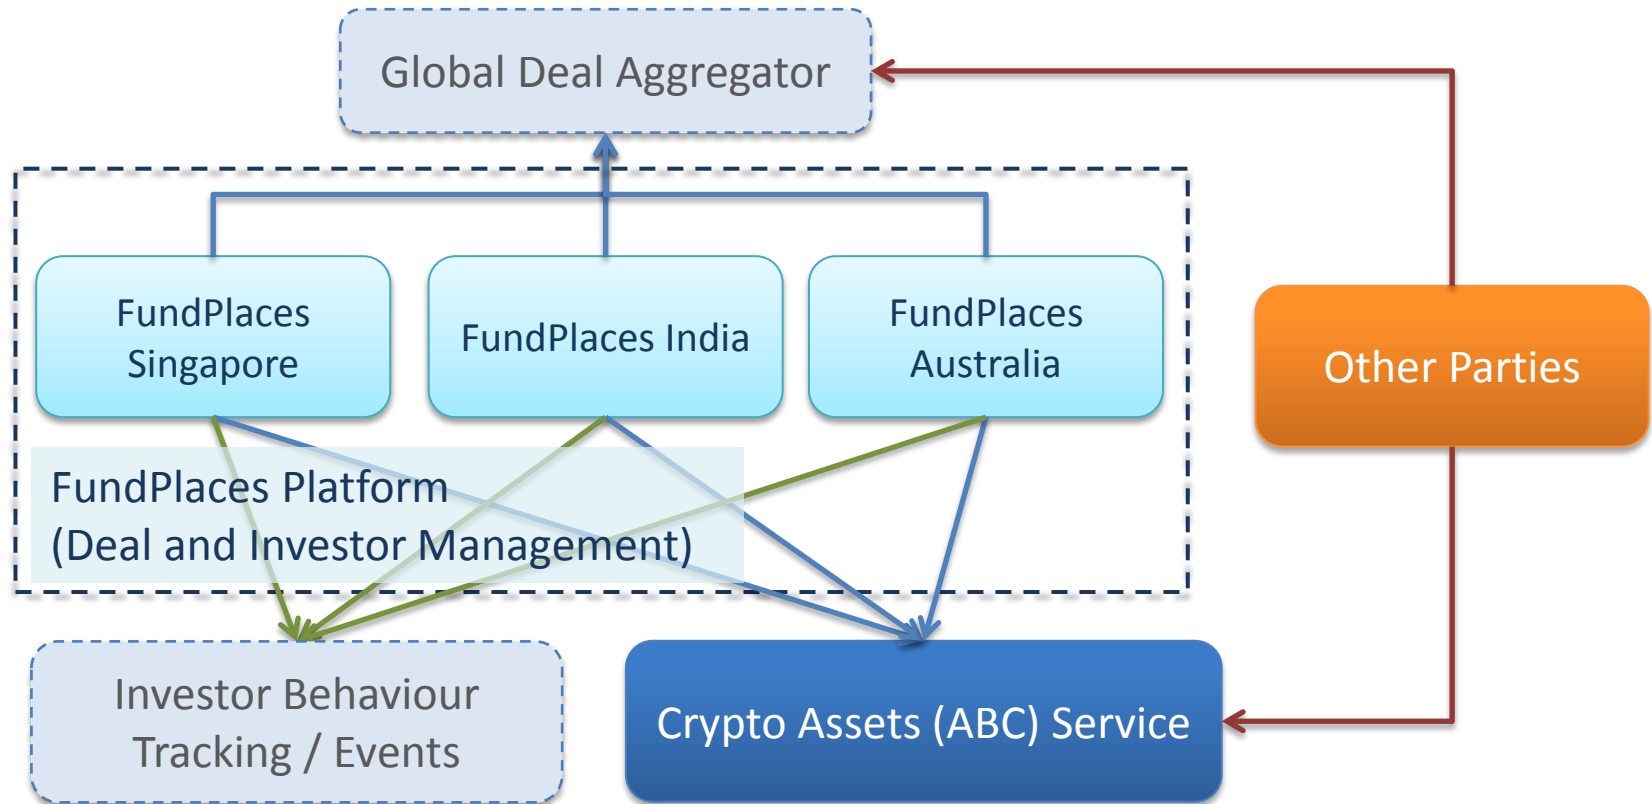 Global Deal Aggregator
FundPlaces
Singapore
FundPlaces India
FundPlaces
Australia
Other Parties
FundPlaces Platform
(Deal and Investor Management)
Investor Behaviour
Tracking / Events
Crypto Assets (ABC) Service